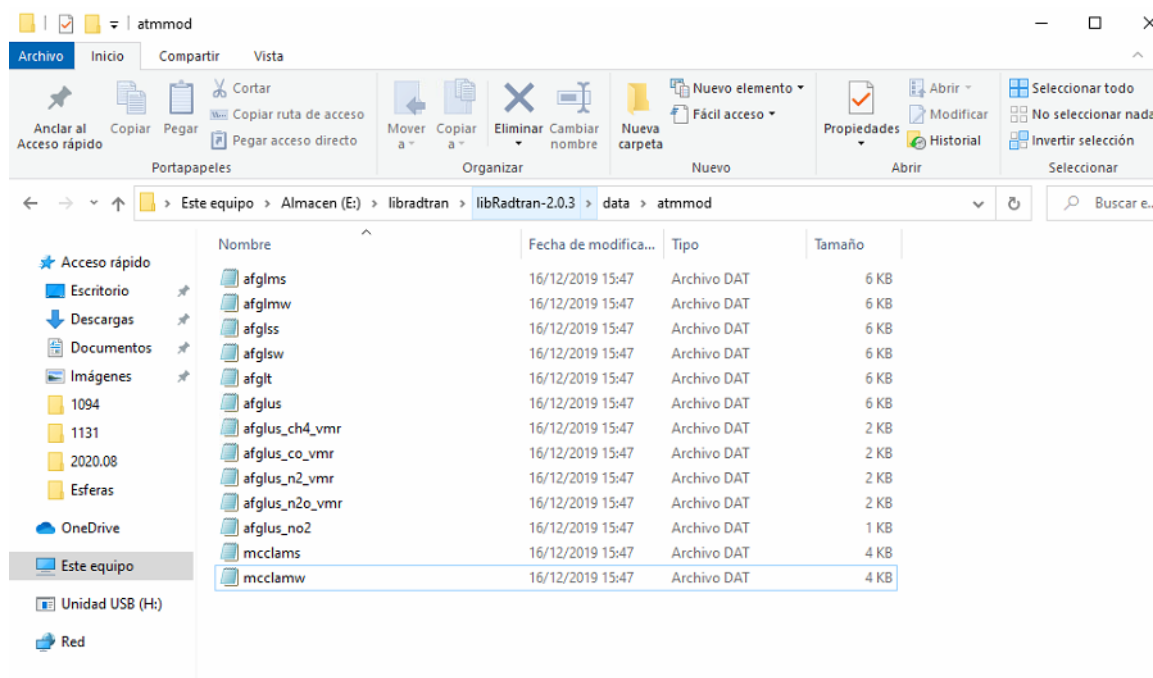 atmmod
Archivo Inicio Compartir Vista
Anclar al Acceso rápido
Copiar
Pegar
Cortar
Copiar ruta de acceso
Pegar acceso directo
Portapapeles
Mover a
Copiar a
Eliminar
Cambiar nombre
Organizar
Nueva carpeta
Nuevo elemento
Fácil acceso
Nuevo
Propiedades
Abrir
Modificar
Historial
Abrir
Seleccionar todo
No seleccionar nada
Invertir selección
Seleccionar
Este equipo > Almacen (E:) > libradtran > libRadtran-2.0.3 > data > atmmod
Buscar e...
Nombre Fecha de modifica... Tipo Tamaño
Acceso rápido
Escritorio
Descargas
Documentos
Imágenes
1094
1131
2020.08
Esferas
OneDrive
Este equipo
Unidad USB (H:)
Red
afglms 16/12/2019 15:47 Archivo DAT 6 KB
afglmw 16/12/2019 15:47 Archivo DAT 6 KB
afglss 16/12/2019 15:47 Archivo DAT 6 KB
afglsw 16/12/2019 15:47 Archivo DAT 6 KB
afglt 16/12/2019 15:47 Archivo DAT 6 KB
afglus 16/12/2019 15:47 Archivo DAT 6 KB
afglus_ch4_vmr 16/12/2019 15:47 Archivo DAT 2 KB
afglus_co_vmr 16/12/2019 15:47 Archivo DAT 2 KB
afglus_n2_vmr 16/12/2019 15:47 Archivo DAT 2 KB
afglus_n2o_vmr 16/12/2019 15:47 Archivo DAT 2 KB
afglus_no2 16/12/2019 15:47 Archivo DAT 1 KB
mcclams 16/12/2019 15:47 Archivo DAT 4 KB
mcclamw 16/12/2019 15:47 Archivo DAT 4 KB